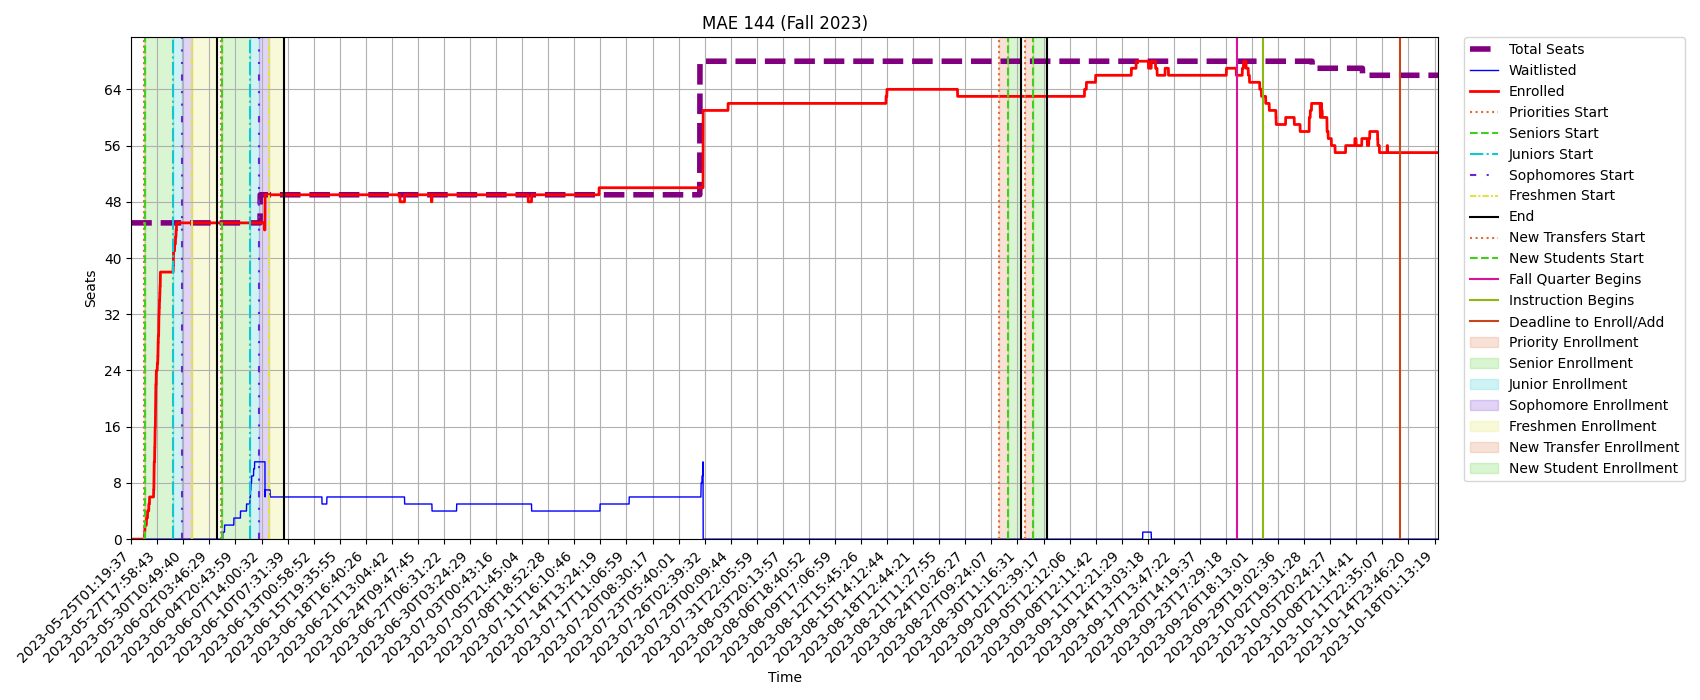 MAE 144 (Fall 2023)
Seats
64
56
48
40
32
24
16
8
0
2023-05-25T01:19:37
2023-05-27T17:58:43
2023-05-30T10:49:40
2023-06-02T03:46:29
2023-06-04T20:43:59
2023-06-07T14:00:32
2023-06-10T07:31:39
2023-06-13T00:58:52
2023-06-15T19:35:55
2023-06-18T16:40:26
2023-06-21T13:04:42
2023-06-24T09:47:45
2023-06-27T06:31:22
2023-06-30T03:24:29
2023-07-03T00:43:16
2023-07-05T21:45:04
2023-07-08T18:52:28
2023-07-11T16:10:46
2023-07-14T13:24:19
2023-07-17T11:06:59
2023-07-20T08:30:17
2023-07-23T05:40:01
2023-07-26T02:39:32
2023-07-29T00:09:44
2023-07-31T22:05:59
2023-08-03T20:13:57
2023-08-06T18:40:52
2023-08-09T17:06:59
2023-08-12T15:45:26
2023-08-15T14:12:44
2023-08-18T12:44:21
2023-08-21T11:27:55
2023-08-24T10:26:27
2023-08-27T09:24:07
2023-08-30T11:16:31
2023-09-02T12:39:17
2023-09-05T12:12:06
2023-09-08T12:11:42
2023-09-11T12:21:29
2023-09-14T13:03:18
2023-09-17T13:47:22
2023-09-20T14:19:37
2023-09-23T17:29:18
2023-09-26T18:13:01
2023-09-29T19:02:36
2023-10-02T19:31:28
2023-10-05T20:24:27
2023-10-08T21:14:41
2023-10-11T22:35:07
2023-10-14T23:46:20
2023-10-18T01:13:19
Time
Total Seats
Waitlisted
Enrolled
Priorities Start
Seniors Start
Juniors Start
Sophomores Start
Freshmen Start
End
New Transfers Start
New Students Start
Fall Quarter Begins
Instruction Begins
Deadline to Enroll/Add
Priority Enrollment
Senior Enrollment
Junior Enrollment
Sophomore Enrollment
Freshmen Enrollment
New Transfer Enrollment
New Student Enrollment